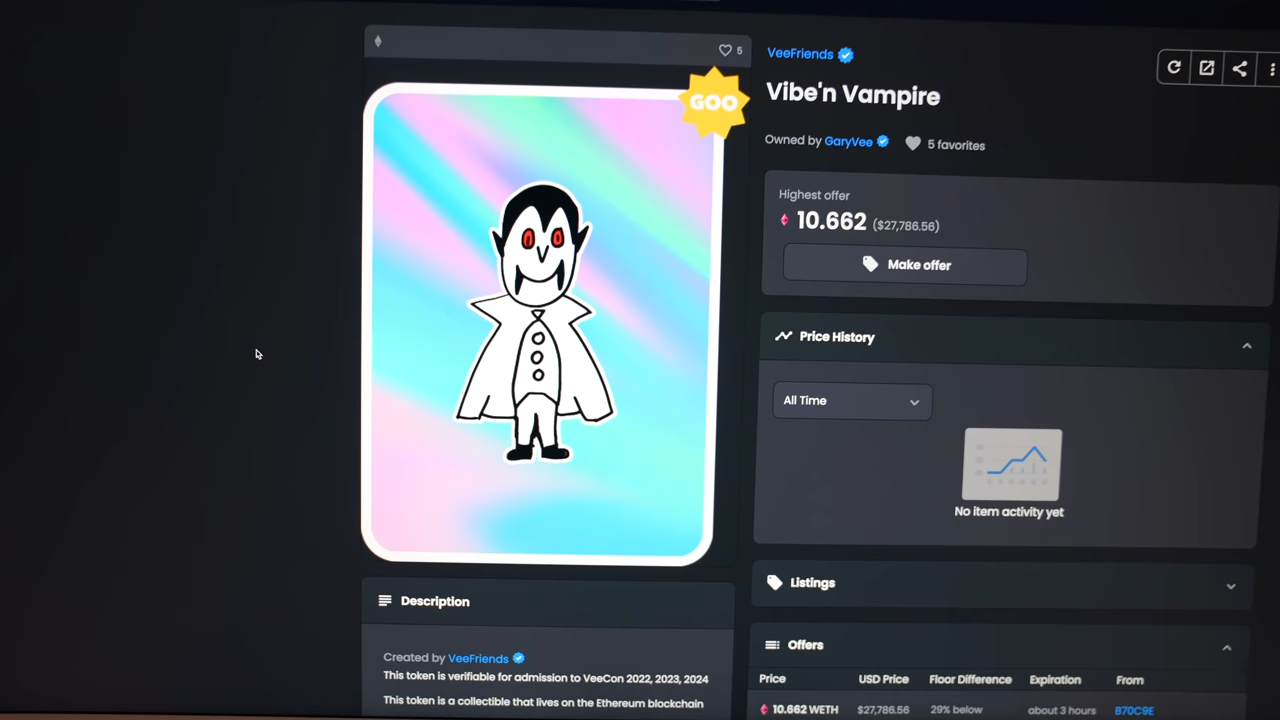 5
GOO
VeeFriends
Vibe'n Vampire
Owned by GaryVee
5 favorites
Highest offer
10.662 ($27,786.56)
Make offer
Price History
All Time
No item activity yet
Listings
Offers
Price USD Price Floor Difference Expiration From
10.662 WETH $27,786.56 29% below about 3 hours B70C9E
Description
Created by VeeFriends
This token is verifiable for admission to VeeCon 2022, 2023, 2024
This token is a collectible that lives on the Ethereum blockchain